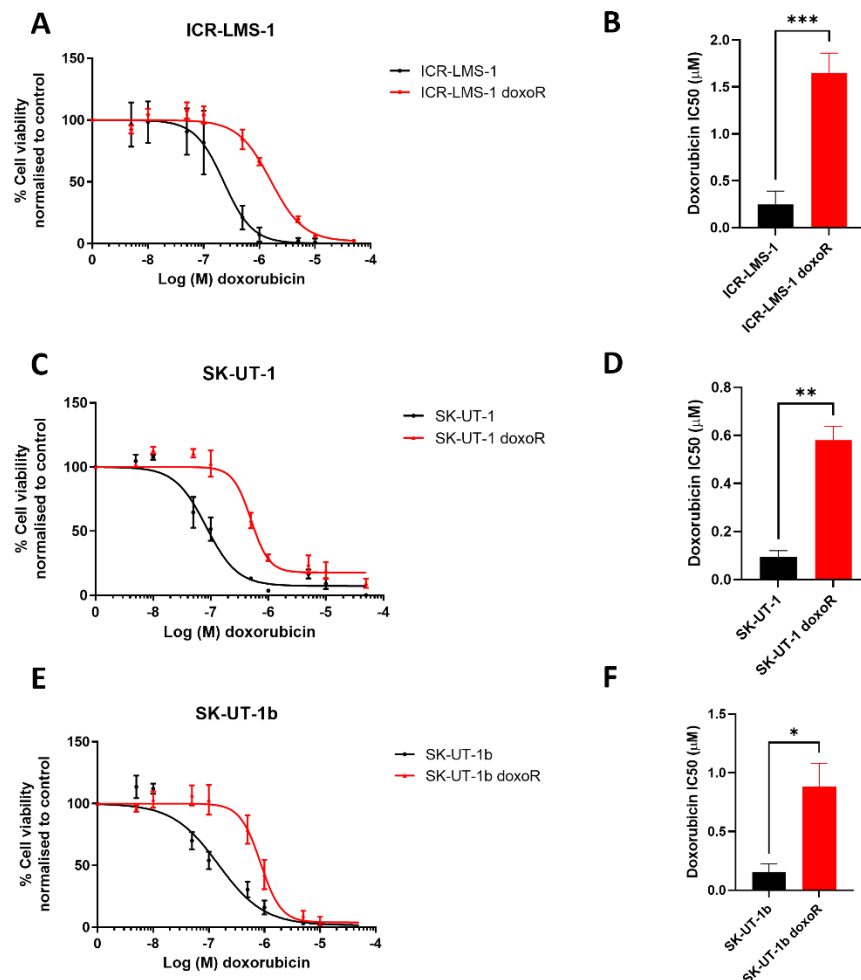 A
ICR-LMS-1
150
100
50
0
% Cell viability
normalised to control
0 -8 -7 -6 -5 -4
Log (M) doxorubicin
ICR-LMS-1
ICR-LMS-1 doxoR
B
***
2.0
1.5
1.0
0.5
0.0
Doxorubicin IC50 (μM)
ICR-LMS-1
ICR-LMS-1 doxoR
C
SK-UT-1
150
100
50
0
% Cell viability
normalised to control
0 -8 -7 -6 -5 -4
Log (M) doxorubicin
SK-UT-1
SK-UT-1 doxoR
D
**
0.8
0.6
0.4
0.2
0.0
Doxorubicin IC50 (μM)
SK-UT-1
SK-UT-1 doxoR
E
SK-UT-1b
150
100
50
0
% Cell viability
normalised to control
0 -8 -7 -6 -5 -4
Log (M) doxorubicin
SK-UT-1b
SK-UT-1b doxoR
F
*
1.5
1.0
0.5
0.0
Doxorubicin IC50 (μM)
SK-UT-1b
SK-UT-1b doxoR